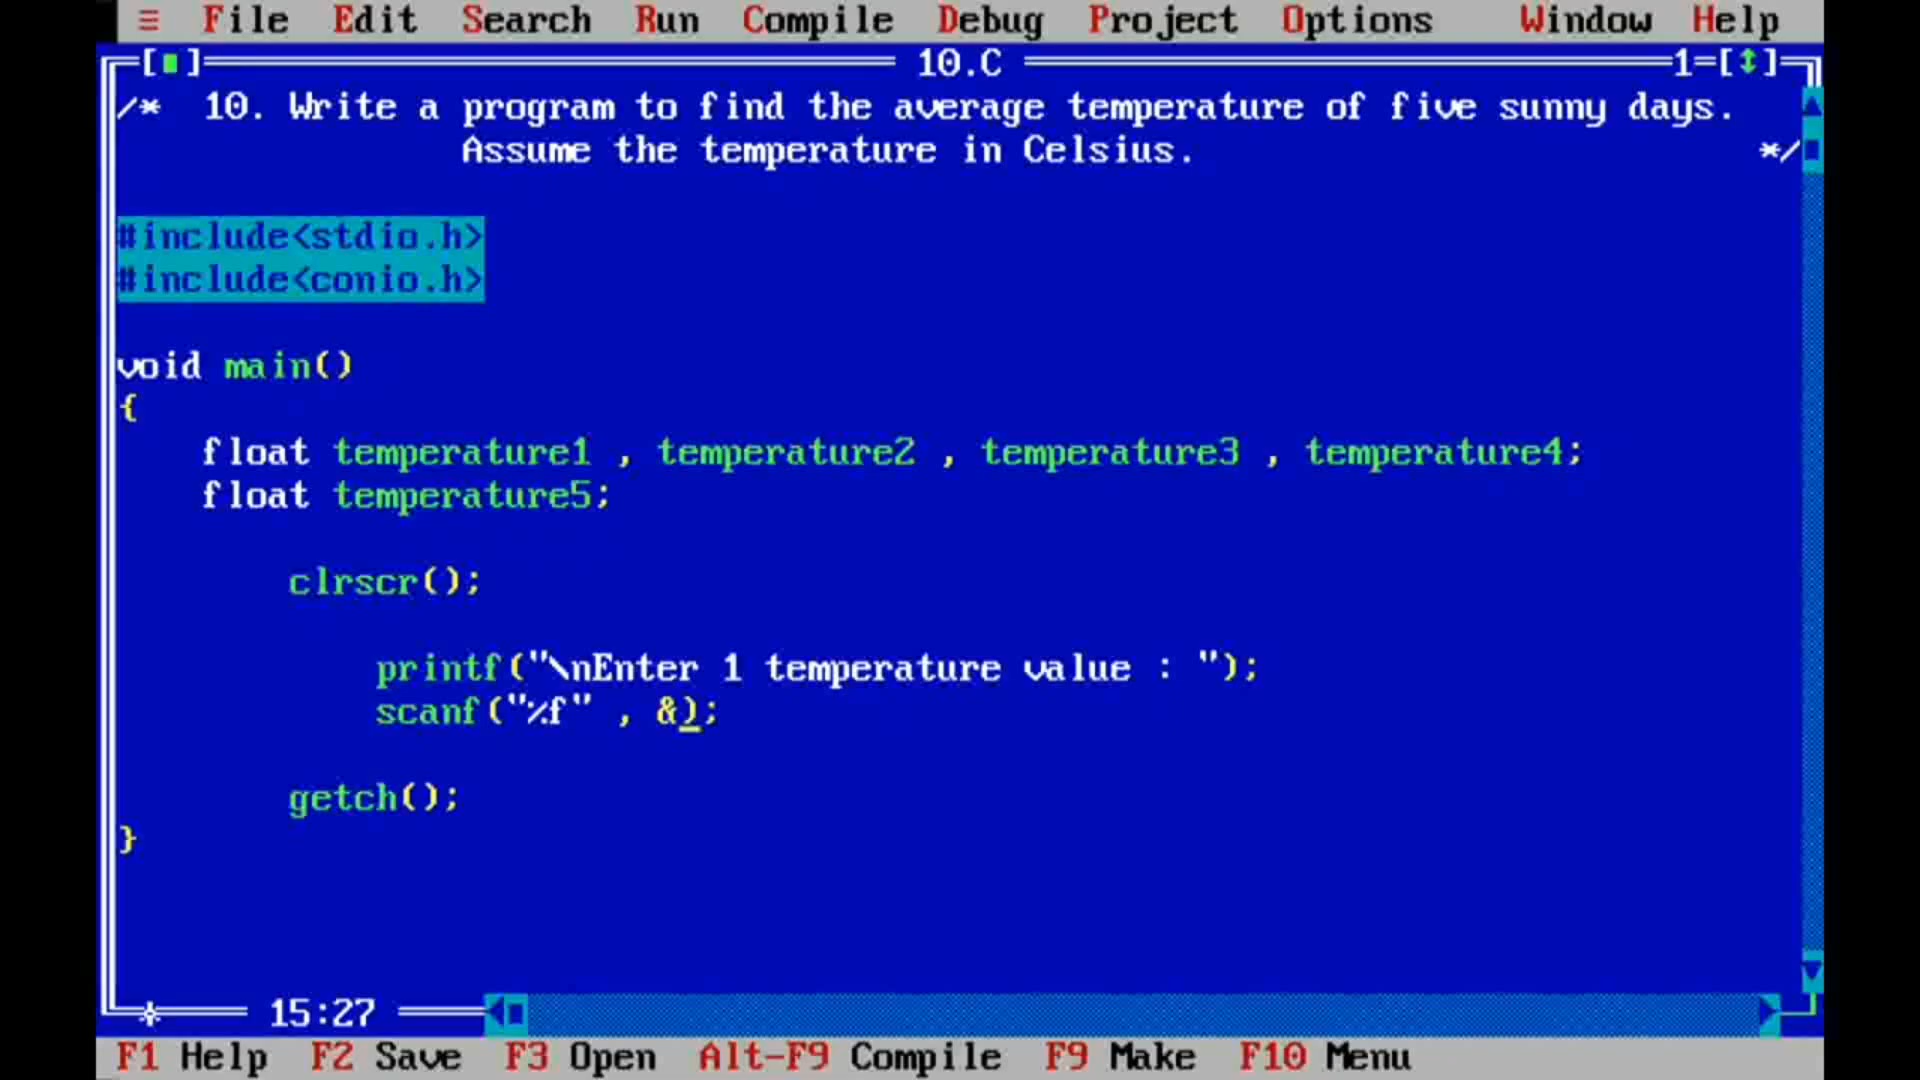 ≡ File Edit Search Run Compile Debug Project Options Window Help
[■] 10.C 1=[↕]
/* 10. Write a program to find the average temperature of five sunny days.
Assume the temperature in Celsius. */
#include<stdio.h>
#include<conio.h>
void main()
{
float temperature1 , temperature2 , temperature3 , temperature4;
float temperature5;
clrscr();
printf("\nEnter 1 temperature value : ");
scanf("%f" , &);
getch();
}
15:27
F1 Help F2 Save F3 Open Alt-F9 Compile F9 Make F10 Menu